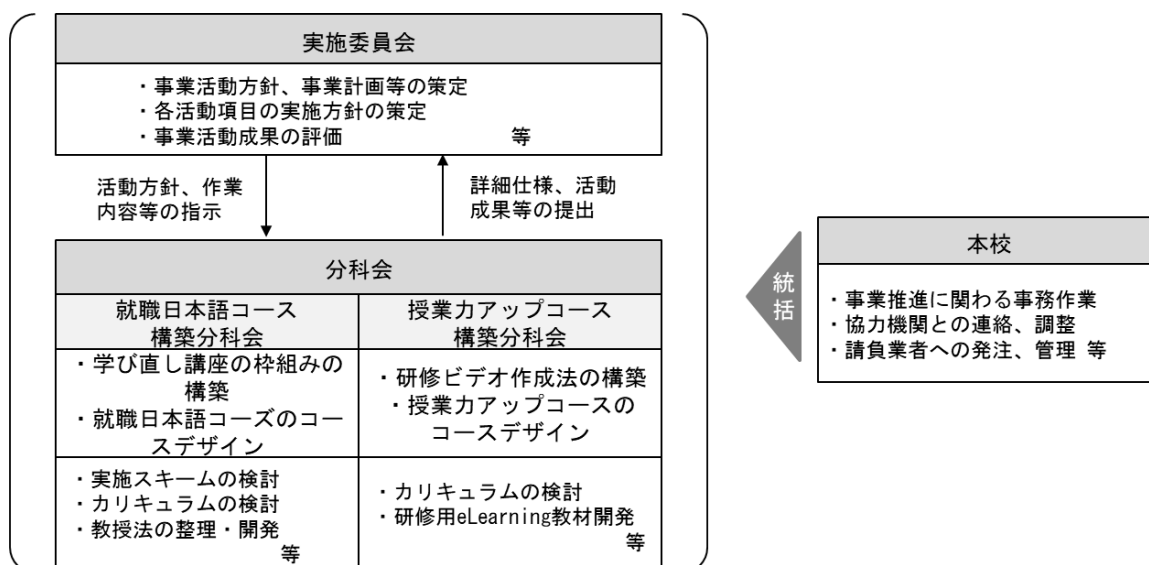 実施委員会
・事業活動方針、事業計画等の策定
・各活動項目の実施方針の策定
・事業活動成果の評価　　　　　　　　等
活動方針、作業
内容等の指示
詳細仕様、活動
成果等の提出
分科会
就職日本語コース
構築分科会
・学び直し講座の枠組みの
構築
・就職日本語コーズのコー
スデザイン
・実施スキームの検討
・カリキュラムの検討
・教授法の整理・開発
等
授業力アップコース
構築分科会
・研修ビデオ作成法の構築
・授業力アップコースの
コースデザイン
・カリキュラムの検討
・研修用eLearning教材開発
等
統
括
本校
・事業推進に関わる事務作業
・協力機関との連絡、調整
・請負業者への発注、管理 等